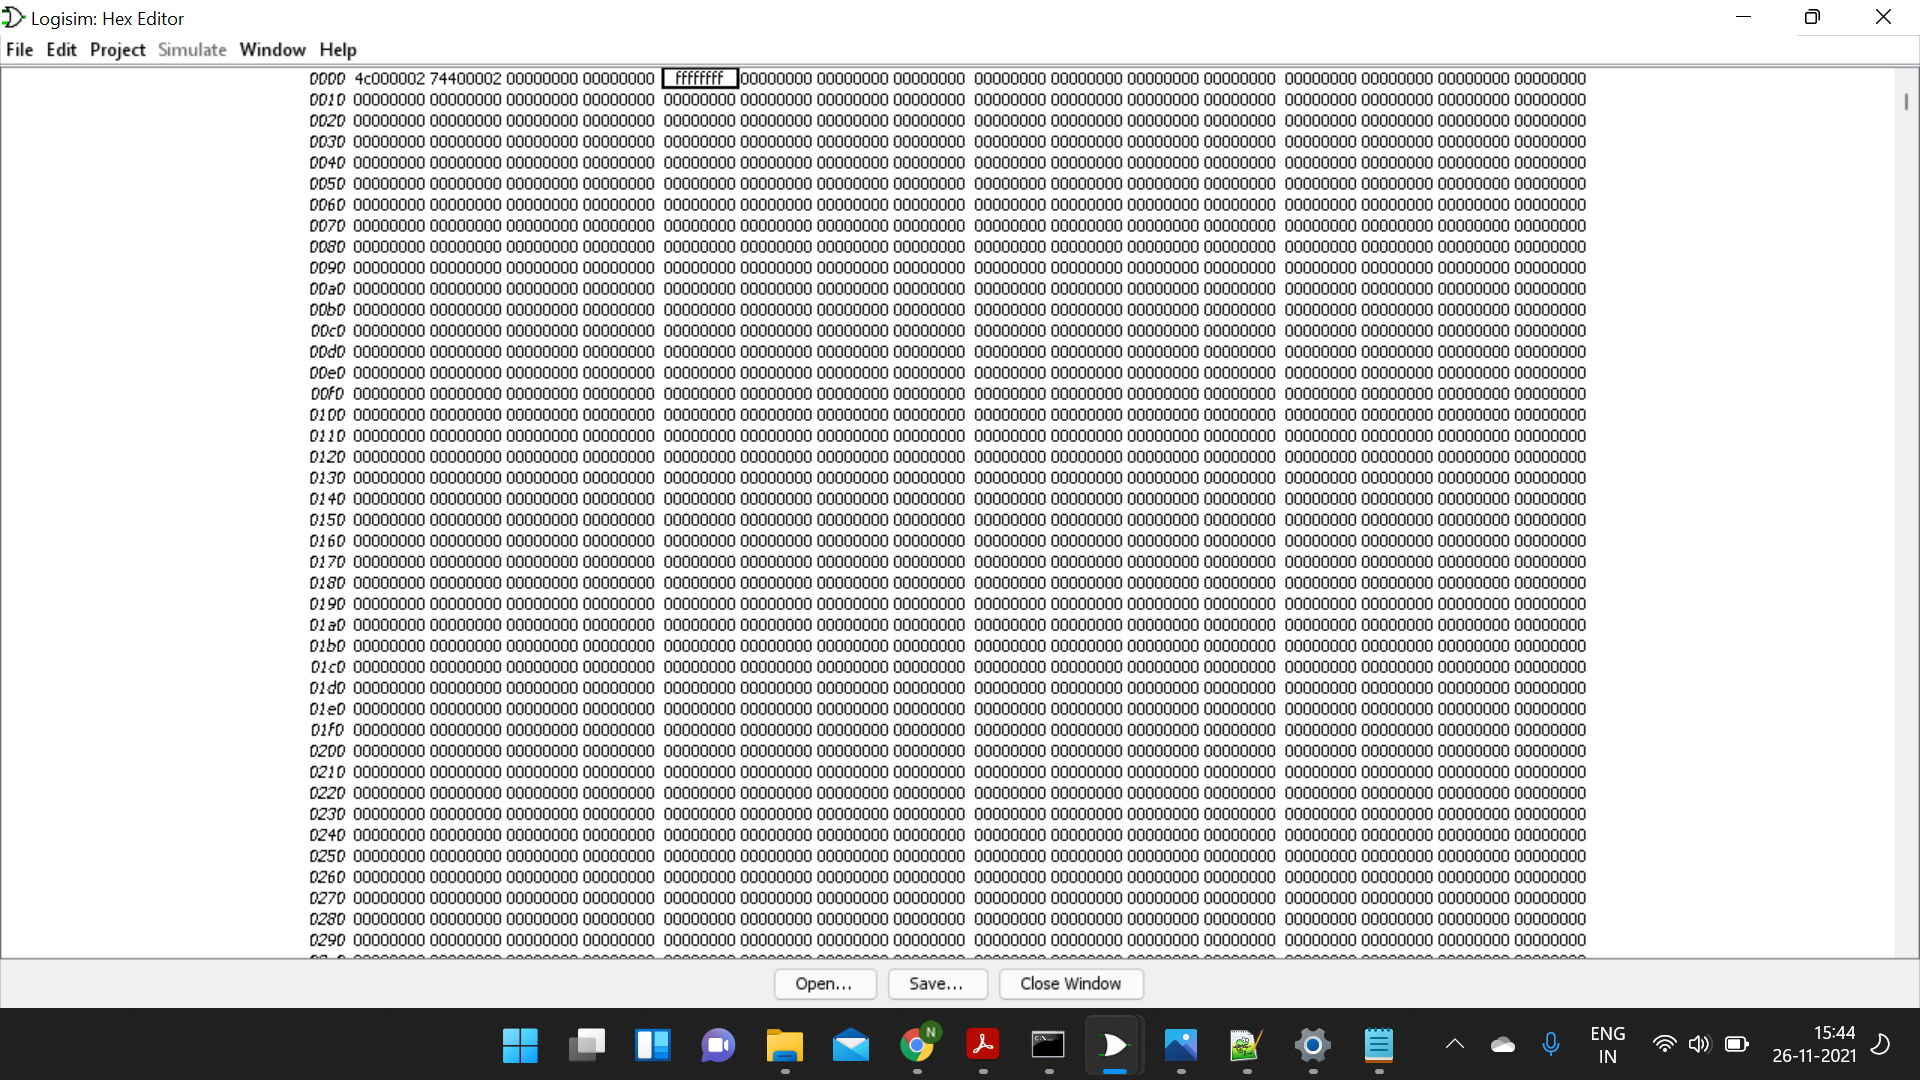 Logisim: Hex Editor
File Edit Project Simulate Window Help
0000 4c000002 74400002 00000000 00000000 ffffffff 00000000 00000000 00000000 00000000 00000000 00000000 00000000 00000000 00000000 00000000 00000000
0010 00000000 00000000 00000000 00000000 00000000 00000000 00000000 00000000 00000000 00000000 00000000 00000000 00000000 00000000 00000000 00000000
0020 00000000 00000000 00000000 00000000 00000000 00000000 00000000 00000000 00000000 00000000 00000000 00000000 00000000 00000000 00000000 00000000
0030 00000000 00000000 00000000 00000000 00000000 00000000 00000000 00000000 00000000 00000000 00000000 00000000 00000000 00000000 00000000 00000000
0040 00000000 00000000 00000000 00000000 00000000 00000000 00000000 00000000 00000000 00000000 00000000 00000000 00000000 00000000 00000000 00000000
0050 00000000 00000000 00000000 00000000 00000000 00000000 00000000 00000000 00000000 00000000 00000000 00000000 00000000 00000000 00000000 00000000
0060 00000000 00000000 00000000 00000000 00000000 00000000 00000000 00000000 00000000 00000000 00000000 00000000 00000000 00000000 00000000 00000000
0070 00000000 00000000 00000000 00000000 00000000 00000000 00000000 00000000 00000000 00000000 00000000 00000000 00000000 00000000 00000000 00000000
0080 00000000 00000000 00000000 00000000 00000000 00000000 00000000 00000000 00000000 00000000 00000000 00000000 00000000 00000000 00000000 00000000
0090 00000000 00000000 00000000 00000000 00000000 00000000 00000000 00000000 00000000 00000000 00000000 00000000 00000000 00000000 00000000 00000000
00a0 00000000 00000000 00000000 00000000 00000000 00000000 00000000 00000000 00000000 00000000 00000000 00000000 00000000 00000000 00000000 00000000
00b0 00000000 00000000 00000000 00000000 00000000 00000000 00000000 00000000 00000000 00000000 00000000 00000000 00000000 00000000 00000000 00000000
00c0 00000000 00000000 00000000 00000000 00000000 00000000 00000000 00000000 00000000 00000000 00000000 00000000 00000000 00000000 00000000 00000000
00d0 00000000 00000000 00000000 00000000 00000000 00000000 00000000 00000000 00000000 00000000 00000000 00000000 00000000 00000000 00000000 00000000
00e0 00000000 00000000 00000000 00000000 00000000 00000000 00000000 00000000 00000000 00000000 00000000 00000000 00000000 00000000 00000000 00000000
00f0 00000000 00000000 00000000 00000000 00000000 00000000 00000000 00000000 00000000 00000000 00000000 00000000 00000000 00000000 00000000 00000000
0100 00000000 00000000 00000000 00000000 00000000 00000000 00000000 00000000 00000000 00000000 00000000 00000000 00000000 00000000 00000000 00000000
0110 00000000 00000000 00000000 00000000 00000000 00000000 00000000 00000000 00000000 00000000 00000000 00000000 00000000 00000000 00000000 00000000
0120 00000000 00000000 00000000 00000000 00000000 00000000 00000000 00000000 00000000 00000000 00000000 00000000 00000000 00000000 00000000 00000000
0130 00000000 00000000 00000000 00000000 00000000 00000000 00000000 00000000 00000000 00000000 00000000 00000000 00000000 00000000 00000000 00000000
0140 00000000 00000000 00000000 00000000 00000000 00000000 00000000 00000000 00000000 00000000 00000000 00000000 00000000 00000000 00000000 00000000
0150 00000000 00000000 00000000 00000000 00000000 00000000 00000000 00000000 00000000 00000000 00000000 00000000 00000000 00000000 00000000 00000000
0160 00000000 00000000 00000000 00000000 00000000 00000000 00000000 00000000 00000000 00000000 00000000 00000000 00000000 00000000 00000000 00000000
0170 00000000 00000000 00000000 00000000 00000000 00000000 00000000 00000000 00000000 00000000 00000000 00000000 00000000 00000000 00000000 00000000
0180 00000000 00000000 00000000 00000000 00000000 00000000 00000000 00000000 00000000 00000000 00000000 00000000 00000000 00000000 00000000 00000000
0190 00000000 00000000 00000000 00000000 00000000 00000000 00000000 00000000 00000000 00000000 00000000 00000000 00000000 00000000 00000000 00000000
01a0 00000000 00000000 00000000 00000000 00000000 00000000 00000000 00000000 00000000 00000000 00000000 00000000 00000000 00000000 00000000 00000000
01b0 00000000 00000000 00000000 00000000 00000000 00000000 00000000 00000000 00000000 00000000 00000000 00000000 00000000 00000000 00000000 00000000
01c0 00000000 00000000 00000000 00000000 00000000 00000000 00000000 00000000 00000000 00000000 00000000 00000000 00000000 00000000 00000000 00000000
01d0 00000000 00000000 00000000 00000000 00000000 00000000 00000000 00000000 00000000 00000000 00000000 00000000 00000000 00000000 00000000 00000000
01e0 00000000 00000000 00000000 00000000 00000000 00000000 00000000 00000000 00000000 00000000 00000000 00000000 00000000 00000000 00000000 00000000
01f0 00000000 00000000 00000000 00000000 00000000 00000000 00000000 00000000 00000000 00000000 00000000 00000000 00000000 00000000 00000000 00000000
0200 00000000 00000000 00000000 00000000 00000000 00000000 00000000 00000000 00000000 00000000 00000000 00000000 00000000 00000000 00000000 00000000
0210 00000000 00000000 00000000 00000000 00000000 00000000 00000000 00000000 00000000 00000000 00000000 00000000 00000000 00000000 00000000 00000000
0220 00000000 00000000 00000000 00000000 00000000 00000000 00000000 00000000 00000000 00000000 00000000 00000000 00000000 00000000 00000000 00000000
0230 00000000 00000000 00000000 00000000 00000000 00000000 00000000 00000000 00000000 00000000 00000000 00000000 00000000 00000000 00000000 00000000
0240 00000000 00000000 00000000 00000000 00000000 00000000 00000000 00000000 00000000 00000000 00000000 00000000 00000000 00000000 00000000 00000000
0250 00000000 00000000 00000000 00000000 00000000 00000000 00000000 00000000 00000000 00000000 00000000 00000000 00000000 00000000 00000000 00000000
0260 00000000 00000000 00000000 00000000 00000000 00000000 00000000 00000000 00000000 00000000 00000000 00000000 00000000 00000000 00000000 00000000
0270 00000000 00000000 00000000 00000000 00000000 00000000 00000000 00000000 00000000 00000000 00000000 00000000 00000000 00000000 00000000 00000000
0280 00000000 00000000 00000000 00000000 00000000 00000000 00000000 00000000 00000000 00000000 00000000 00000000 00000000 00000000 00000000 00000000
0290 00000000 00000000 00000000 00000000 00000000 00000000 00000000 00000000 00000000 00000000 00000000 00000000 00000000 00000000 00000000 00000000
Open... Save... Close Window
N
ENG
IN
15:44
26-11-2021